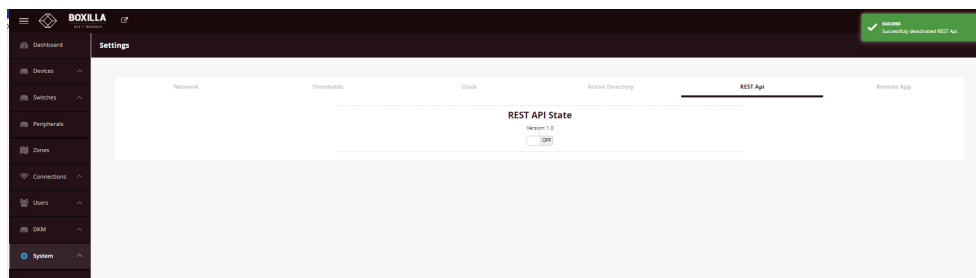 BOXILLA
success
Successfuly deactivated REST Api.
Dashboard
Settings
Devices
Switches
Peripherals
Zones
Connections
Users
DKM
System
Network
Thresholds
Clock
Active Directory
REST Api
Remote App
REST API State
Version: 1.0
OFF